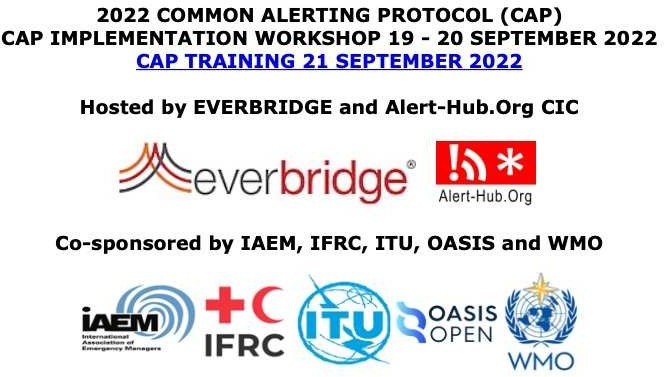 2022 COMMON ALERTING PROTOCOL (CAP)
CAP IMPLEMENTATION WORKSHOP 19 - 20 SEPTEMBER 2022
CAP TRAINING 21 SEPTEMBER 2022
Hosted by EVERBRIDGE and Alert-Hub.Org CIC
everbridge®
Alert-Hub.Org
Co-sponsored by IAEM, IFRC, ITU, OASIS and WMO
iAEM
International
Association of
Emergency Managers
IFRC
ITU
OASIS
OPEN
WMO